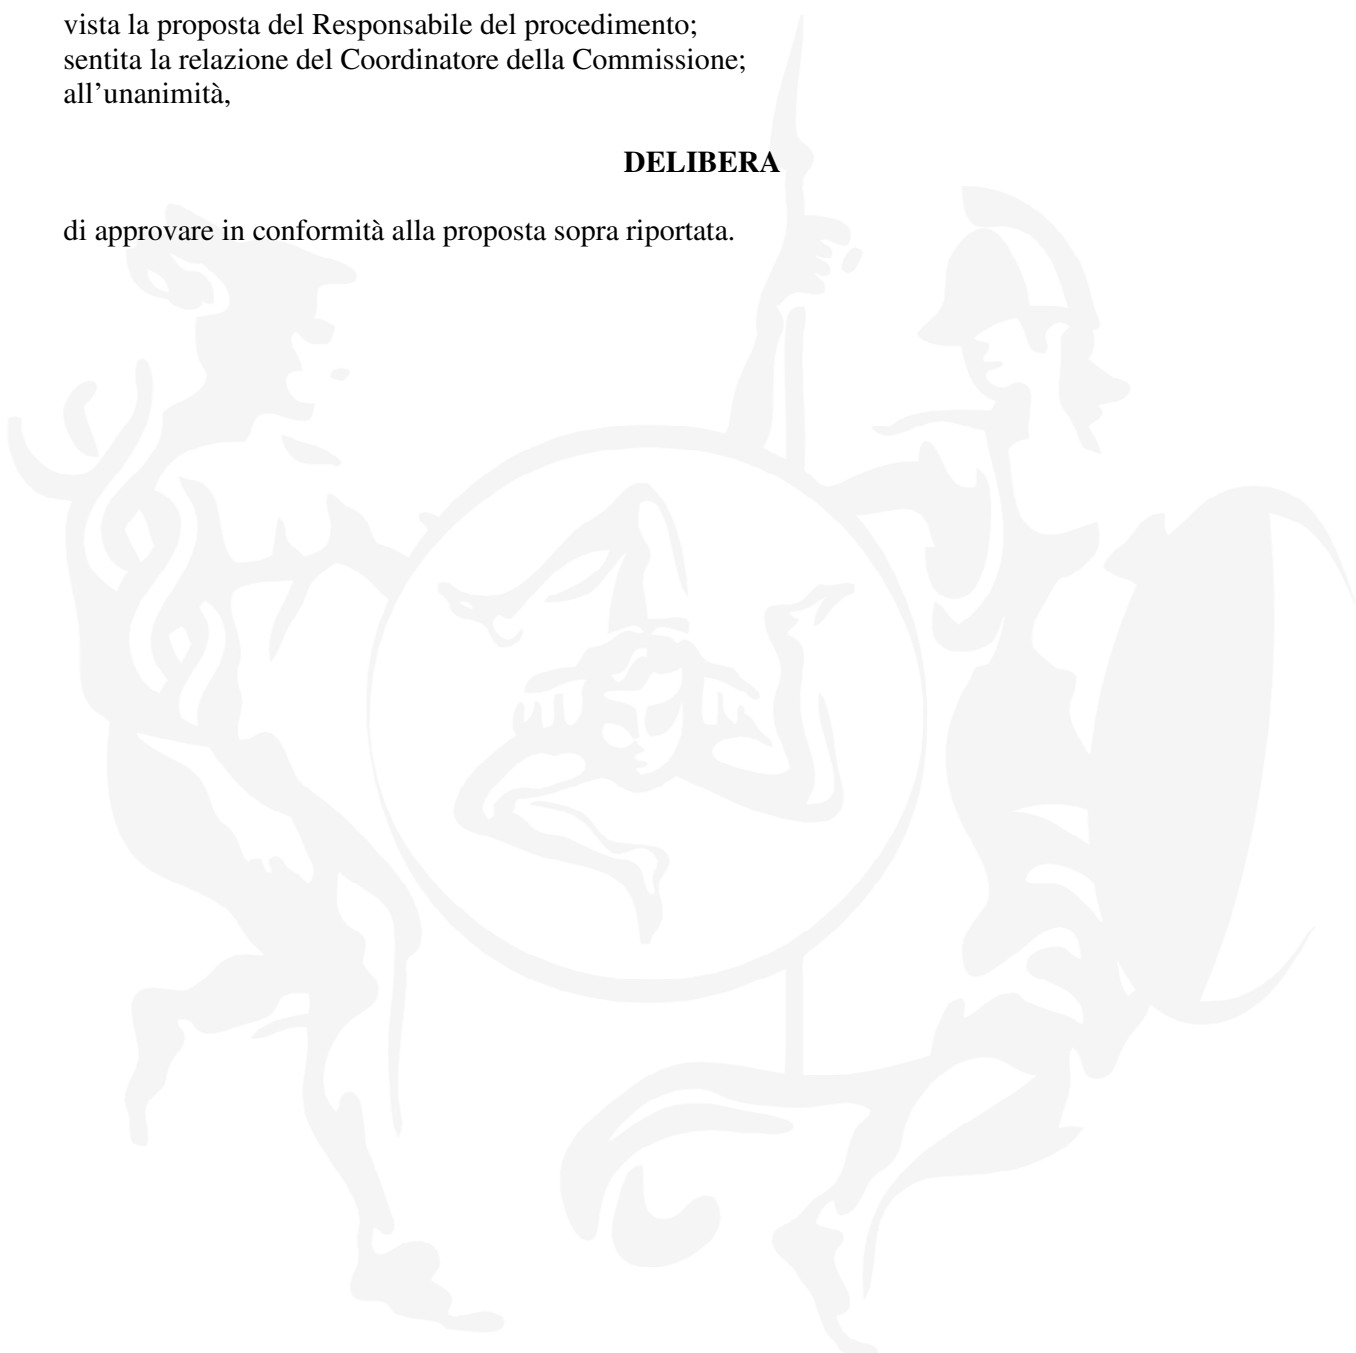 vista la proposta del Responsabile del procedimento;
sentita la relazione del Coordinatore della Commissione;
all’unanimità,
DELIBERA
di approvare in conformità alla proposta sopra riportata.